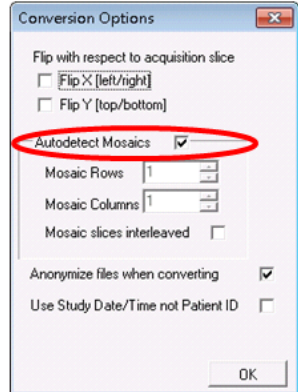 Conversion Options
Flip with respect to acquisition slice
Flip X [left/right]
Flip Y [top/bottom]
Autodetect Mosaics
Mosaic Rows 1
Mosaic Columns 1
Mosaic slices interleaved
Anonymize files when converting
Use Study Date/Time not Patient ID
OK